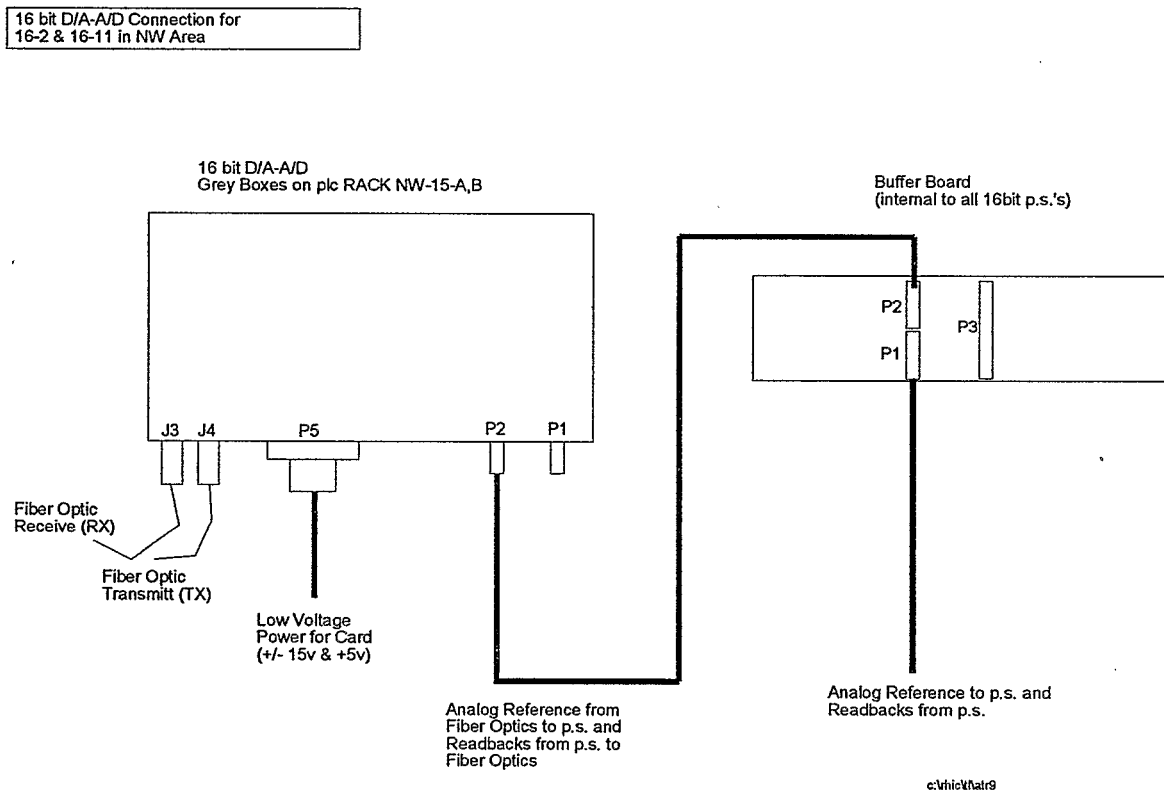 16 bit D/A-A/D Connection for
16-2 & 16-11 in NW Area
16 bit D/A-A/D
Grey Boxes on plc RACK NW-15-A,B
Buffer Board
(internal to all 16bit p.s.'s)
P2
P3
P1
J3 J4 P5 P2 P1
Fiber Optic
Receive (RX)
Fiber Optic
Transmitt (TX)
Low Voltage
Power for Card
(+/- 15v & +5v)
Analog Reference from
Fiber Optics to p.s. and
Readbacks from p.s. to
Fiber Optics
Analog Reference to p.s. and
Readbacks from p.s.